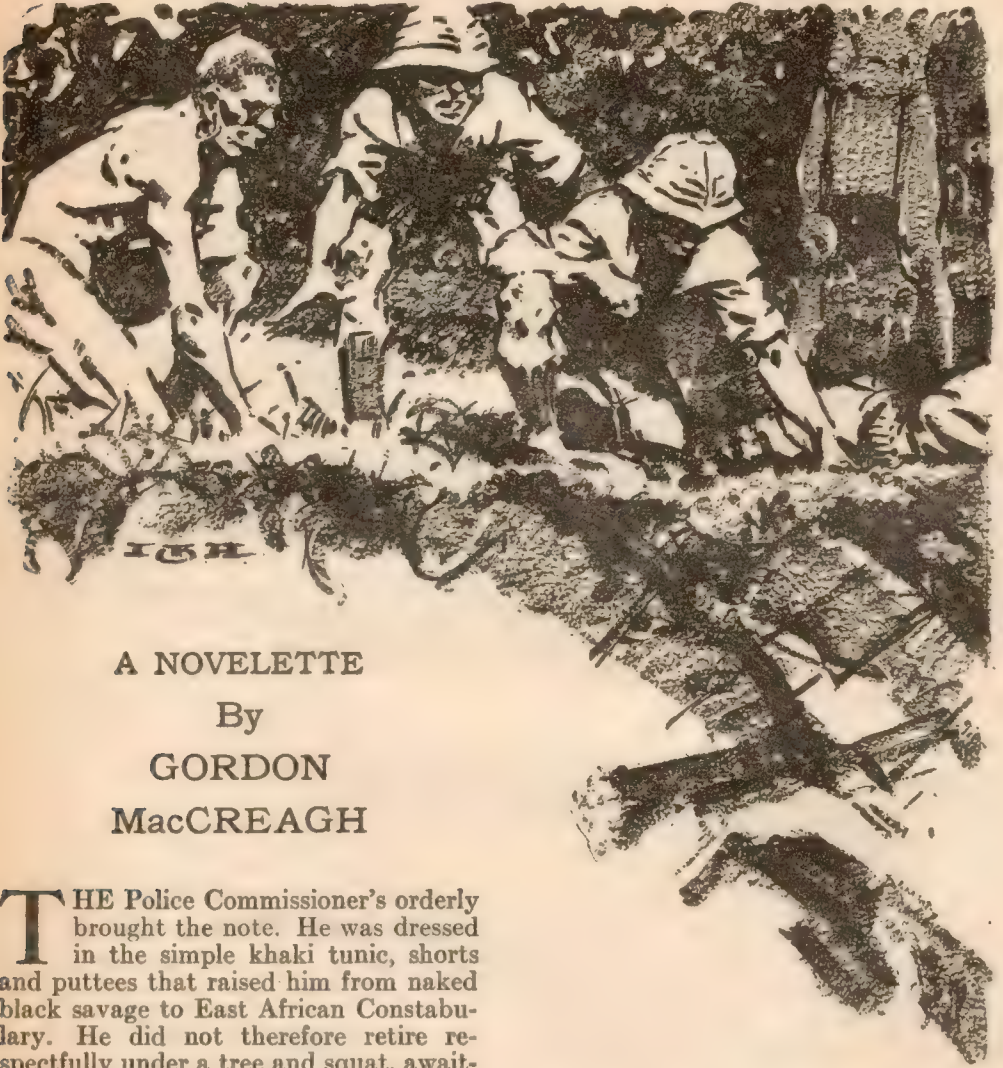 IGH
A NOVELETTE
By
GORDON
MacCREAGH
THE Police Commissioner's orderly
brought the note. He was dressed
in the simple khaki tunic, shorts
and puttees that raised him from naked
black savage to East African Constabu-
lary. He did not therefore retire re-
spectfully under a tree and squat, await-